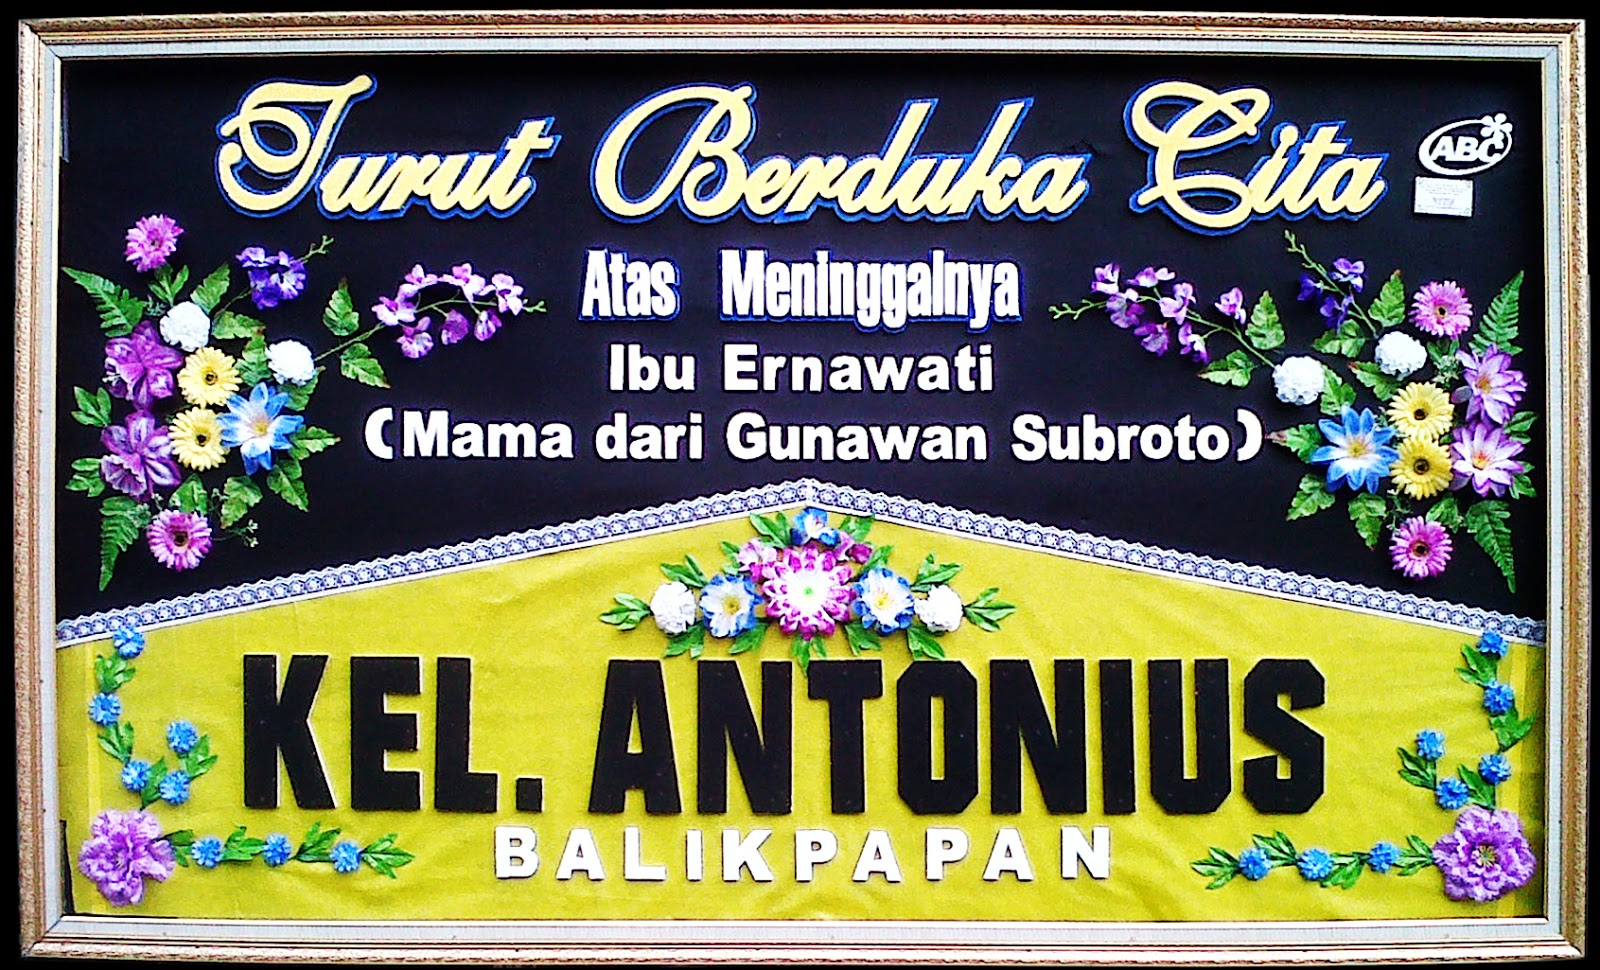 Turut Berduka Cita
ABC
Atas Meninggalnya
Ibu Ernawati
(Mama dari Gunawan Subroto)
KEL. ANTONIUS
BALIKPAPAN